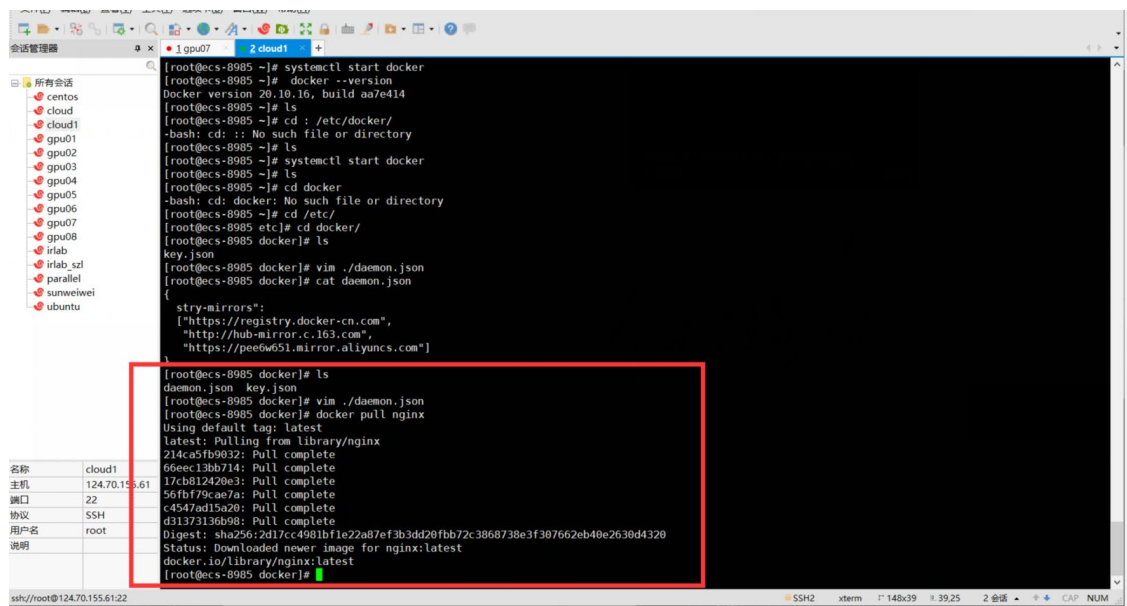 会话管理器
1 gpu07
2 cloud1
所有会话
centos
cloud
cloud1
gpu01
gpu02
gpu03
gpu04
gpu05
gpu06
gpu07
gpu08
irlab
irlab_szl
parallel
sunweiwei
ubuntu
名称 cloud1
主机 124.70.155.61
端口 22
协议 SSH
用户名 root
说明
[root@ecs-8985 ~]# systemctl start docker
[root@ecs-8985 ~]#  docker --version
Docker version 20.10.16, build aa7e414
[root@ecs-8985 ~]# ls
[root@ecs-8985 ~]# cd : /etc/docker/
-bash: cd: :: No such file or directory
[root@ecs-8985 ~]# ls
[root@ecs-8985 ~]# systemctl start docker
[root@ecs-8985 ~]# ls
[root@ecs-8985 ~]# cd docker
-bash: cd: docker: No such file or directory
[root@ecs-8985 ~]# cd /etc/
[root@ecs-8985 etc]# cd docker/
[root@ecs-8985 docker]# ls
key.json
[root@ecs-8985 docker]# vim ./daemon.json
[root@ecs-8985 docker]# cat daemon.json
{
stry-mirrors":
["https://registry.docker-cn.com",
"http://hub-mirror.c.163.com",
"https://pee6w651.mirror.aliyuncs.com"]
}
[root@ecs-8985 docker]# ls
daemon.json  key.json
[root@ecs-8985 docker]# vim ./daemon.json
[root@ecs-8985 docker]# docker pull nginx
Using default tag: latest
latest: Pulling from library/nginx
214ca5fb9032: Pull complete
66eec13bb714: Pull complete
17cb812420e3: Pull complete
56fbf79cae7a: Pull complete
c4547ad15a20: Pull complete
d31373136b98: Pull complete
Digest: sha256:2d17cc4981bf1e22a87ef3b3dd20fbb72c3868738e3f307662eb40e2630d4320
Status: Downloaded newer image for nginx:latest
docker.io/library/nginx:latest
[root@ecs-8985 docker]#
ssh://root@124.70.155.61:22
SSH2 xterm 148x39 39,25 2 会话 CAP NUM